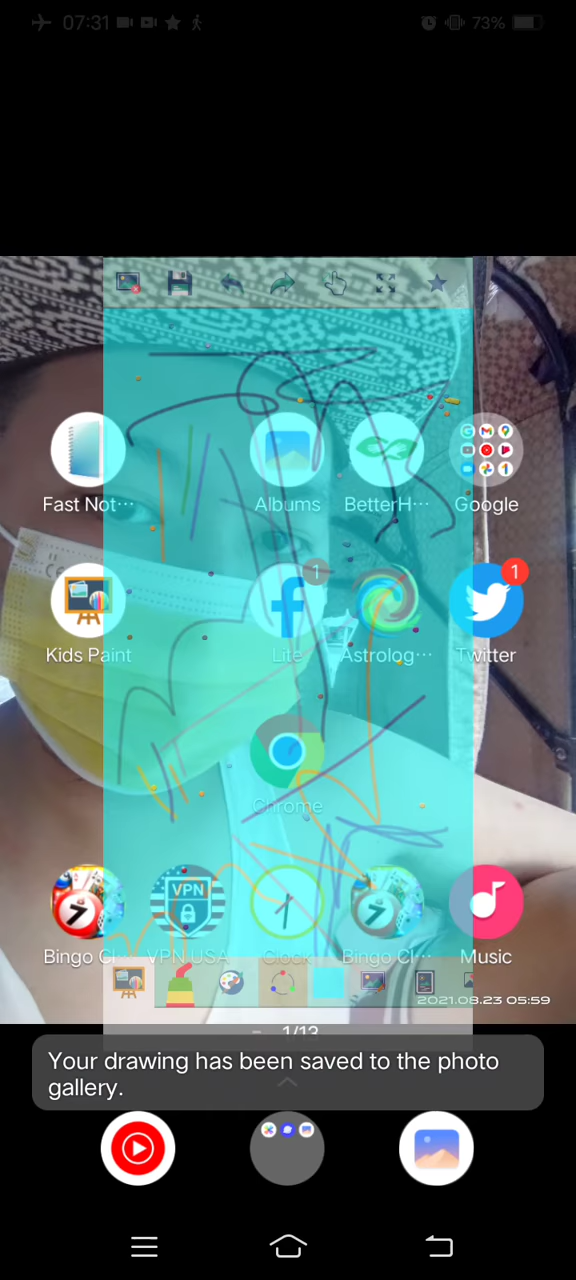 07:31
73%
Fast Not···
Albums
BetterH···
Google
Kids Paint
1
Lite
Astrolog···
1
Twitter
Chrome
VPN
Bingo Cl···
VPN USA
Clock
Bingo Cl···
Music
2021.08.23 05:59
1/13
Your drawing has been saved to the photo
gallery.